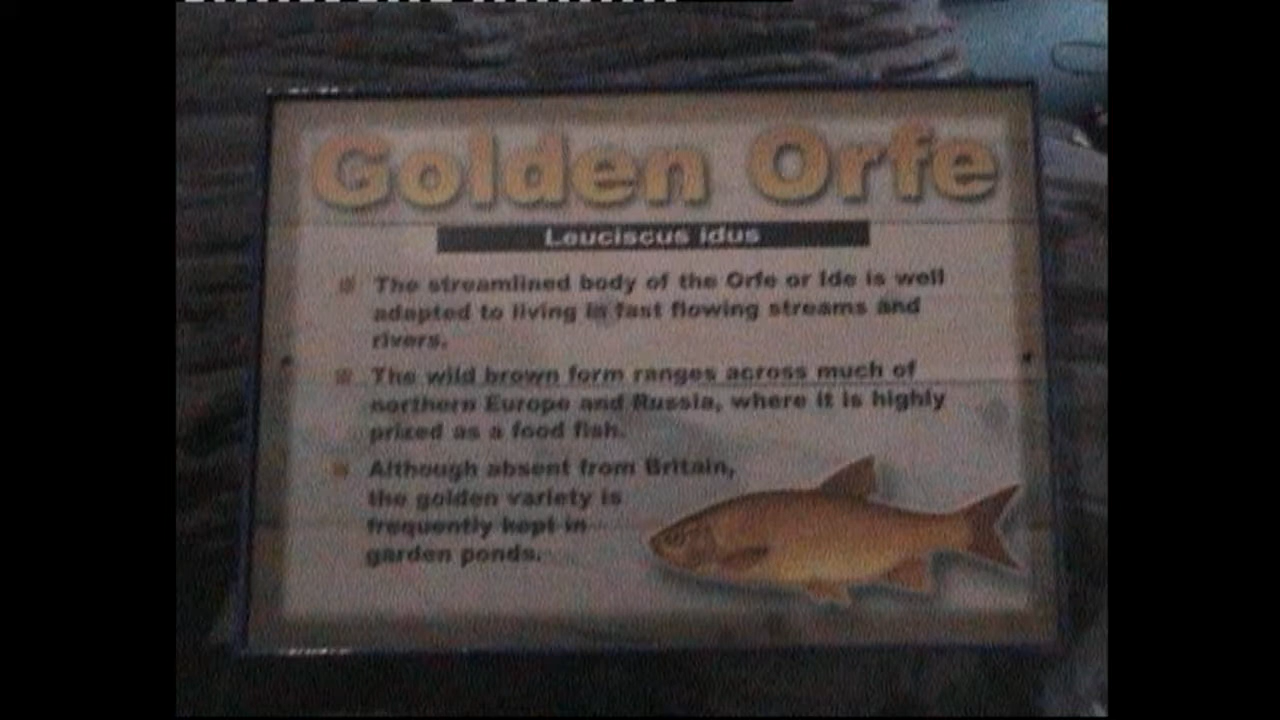 Golden Orfe
Leuciscus idus
The streamlined body of the Orfe or Ide is well
adapted to living in fast flowing streams and
rivers.
The wild brown form ranges across much of
northern Europe and Russia, where it is highly
prized as a food fish.
Although absent from Britain,
the golden variety is
frequently kept in
garden ponds.